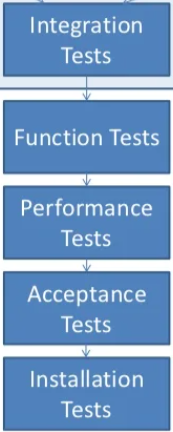 Integration
Tests
Function Tests
Performance
Tests
Acceptance
Tests
Installation
Tests